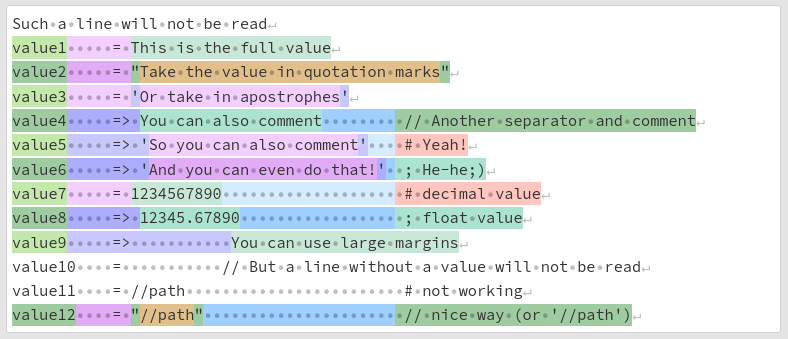 Such a line will not be read
value1     = This is the full value
value2     = "Take the value in quotation marks"
value3     = 'Or take in apostrophes'
value4     => You can also comment         // Another separator and comment
value5     => 'So you can also comment'    # Yeah!
value6     => 'And you can even do that!'  ; He-he;)
value7     = 1234567890                    # decimal value
value8     => 12345.67890                  ; float value
value9     =>           You can use large margins
value10    =           // But a line without a value will not be read
value11    = //path                        # not working
value12    = "//path"                      // nice way (or '//path')